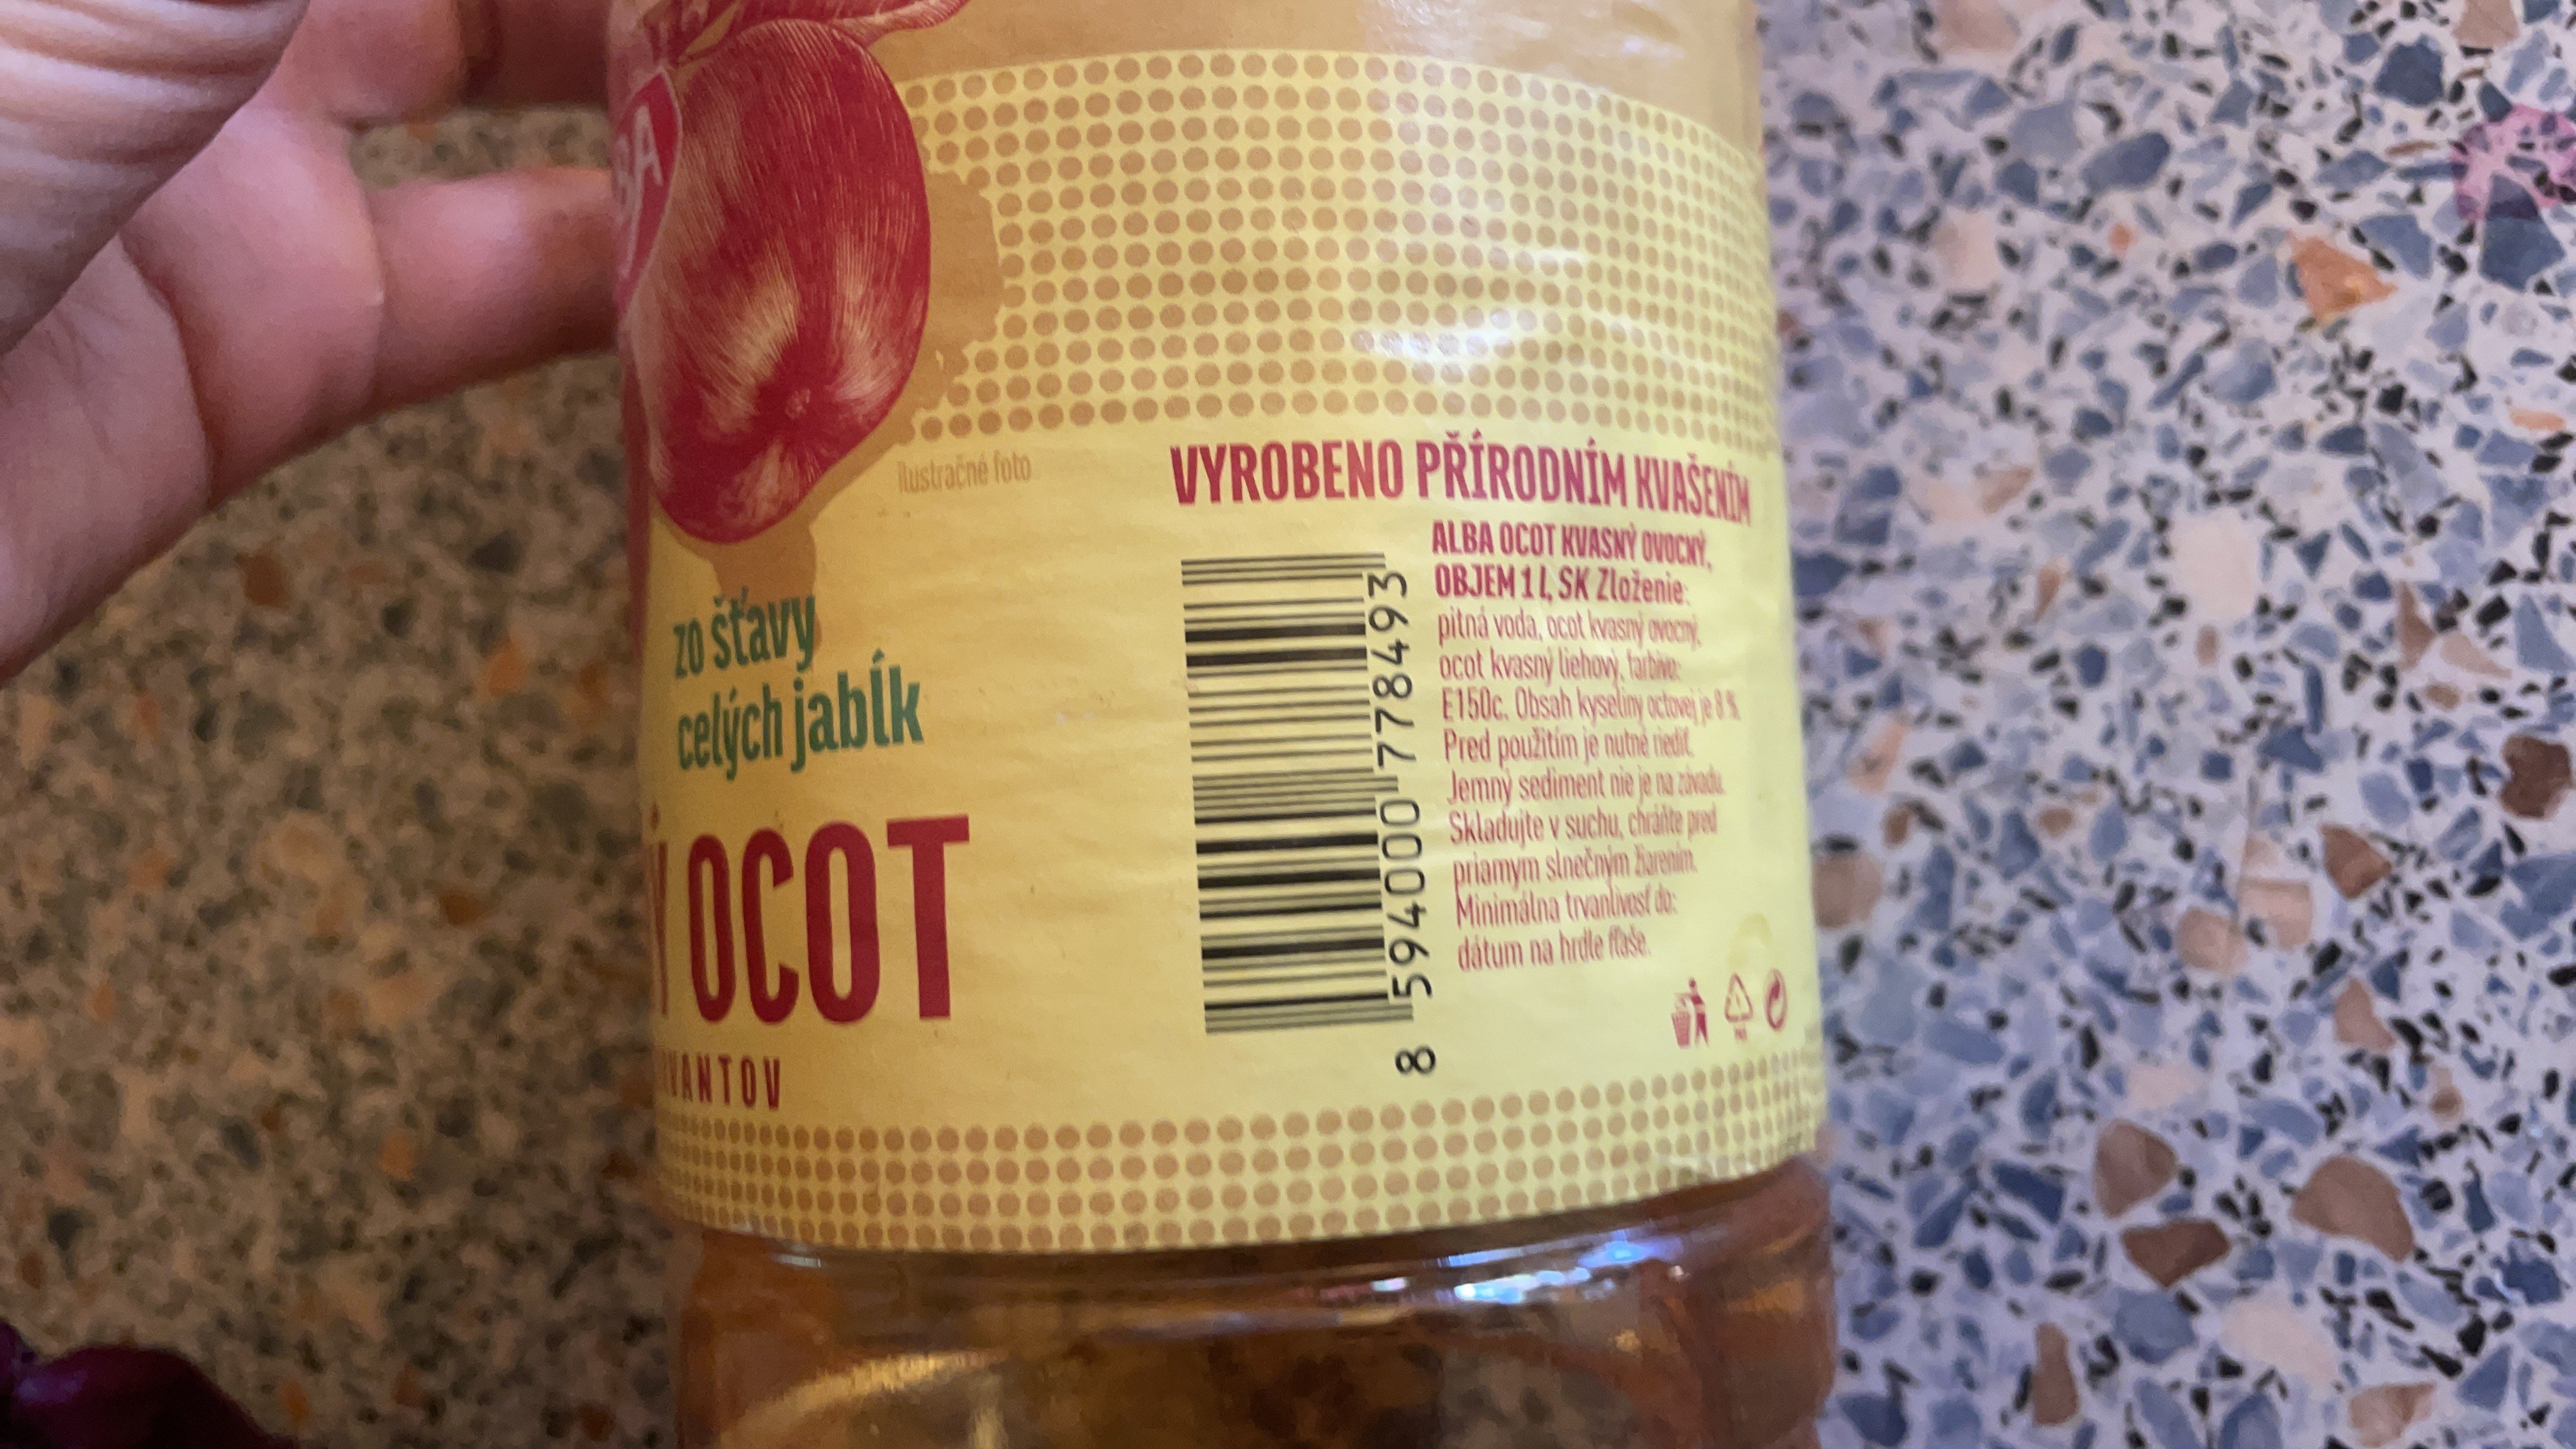 BA
ilustračné foto
zo šťavy
celých jabĺk
Ý OCOT
VANTOV
VYROBENO PŘÍRODNÍM KVAŠENÍM
ALBA OCOT KVASNÝ OVOCNÝ,
OBJEM 1 l, SK Zloženie:
pitná voda, ocot kvasný ovocný,
ocot kvasný liehový, farbivo:
E150c. Obsah kyseliny octovej je 8 %.
Pred použitím je nutné riediť.
Jemný sediment nie je na závadu.
Skladujte v suchu, chráňte pred
priamym slnečným žiarením.
Minimálna trvanlivosť do:
dátum na hrdle fľaše.
8 594000 778493